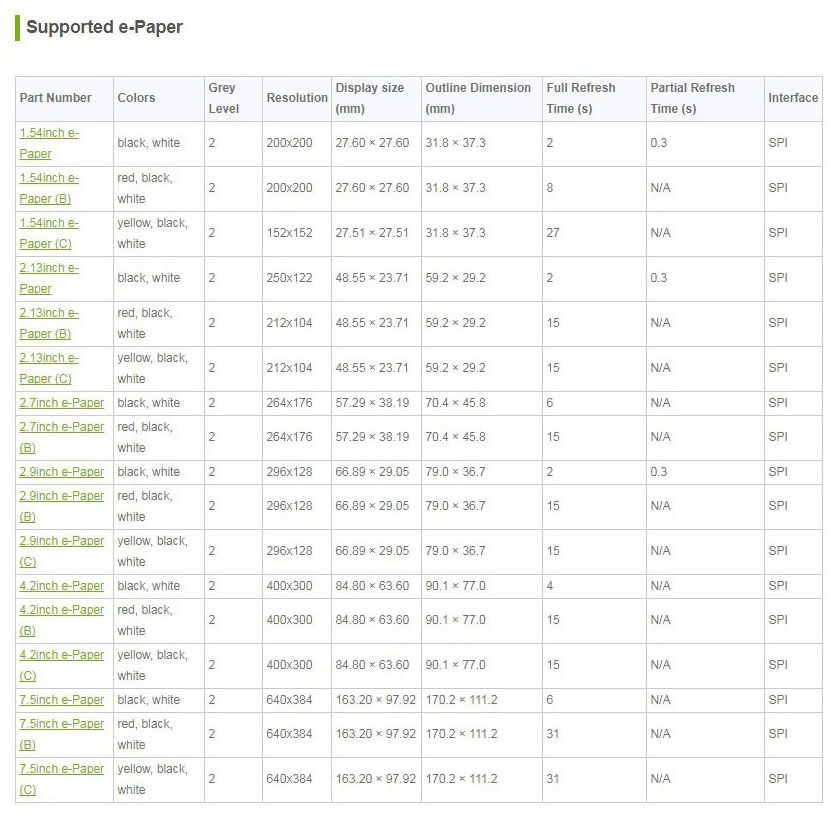 Supported e-Paper
Part Number Colors Grey Level Resolution Display size (mm) Outline Dimension (mm) Full Refresh Time (s) Partial Refresh Time (s) Interface
1.54inch e-Paper black, white 2 200x200 27.60 × 27.60 31.8 × 37.3 2 0.3 SPI
1.54inch e-Paper (B) red, black, white 2 200x200 27.60 × 27.60 31.8 × 37.3 8 N/A SPI
1.54inch e-Paper (C) yellow, black, white 2 152x152 27.51 × 27.51 31.8 × 37.3 27 N/A SPI
2.13inch e-Paper black, white 2 250x122 48.55 × 23.71 59.2 × 29.2 2 0.3 SPI
2.13inch e-Paper (B) red, black, white 2 212x104 48.55 × 23.71 59.2 × 29.2 15 N/A SPI
2.13inch e-Paper (C) yellow, black, white 2 212x104 48.55 × 23.71 59.2 × 29.2 15 N/A SPI
2.7inch e-Paper black, white 2 264x176 57.29 × 38.19 70.4 × 45.8 6 N/A SPI
2.7inch e-Paper (B) red, black, white 2 264x176 57.29 × 38.19 70.4 × 45.8 15 N/A SPI
2.9inch e-Paper black, white 2 296x128 66.89 × 29.05 79.0 × 36.7 2 0.3 SPI
2.9inch e-Paper (B) red, black, white 2 296x128 66.89 × 29.05 79.0 × 36.7 15 N/A SPI
2.9inch e-Paper (C) yellow, black, white 2 296x128 66.89 × 29.05 79.0 × 36.7 15 N/A SPI
4.2inch e-Paper black, white 2 400x300 84.80 × 63.60 90.1 × 77.0 4 N/A SPI
4.2inch e-Paper (B) red, black, white 2 400x300 84.80 × 63.60 90.1 × 77.0 15 N/A SPI
4.2inch e-Paper (C) yellow, black, white 2 400x300 84.80 × 63.60 90.1 × 77.0 15 N/A SPI
7.5inch e-Paper black, white 2 640x384 163.20 × 97.92 170.2 × 111.2 6 N/A SPI
7.5inch e-Paper (B) red, black, white 2 640x384 163.20 × 97.92 170.2 × 111.2 31 N/A SPI
7.5inch e-Paper (C) yellow, black, white 2 640x384 163.20 × 97.92 170.2 × 111.2 31 N/A SPI